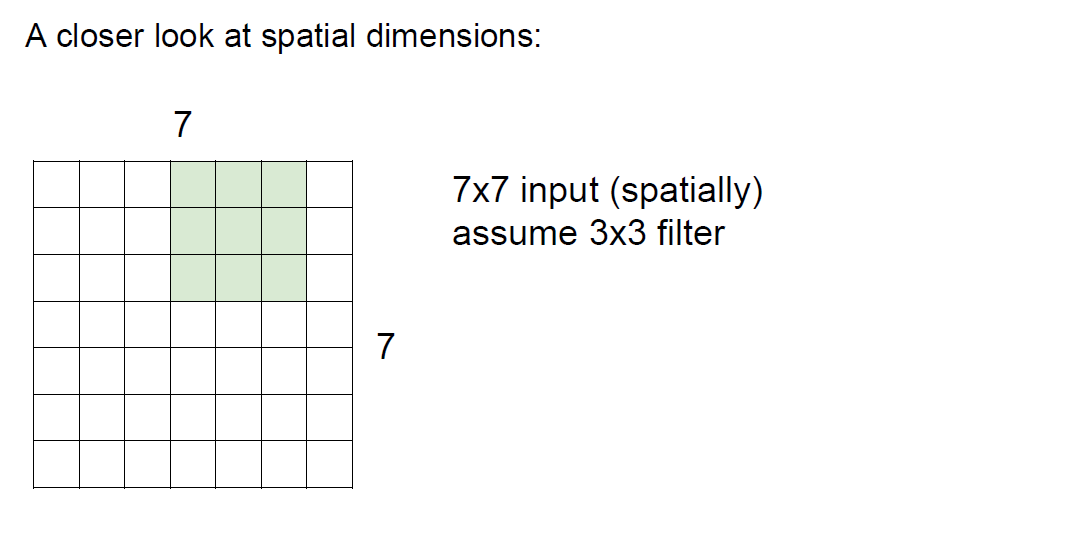 A closer look at spatial dimensions:
7
7x7 input (spatially)
assume 3x3 filter
7